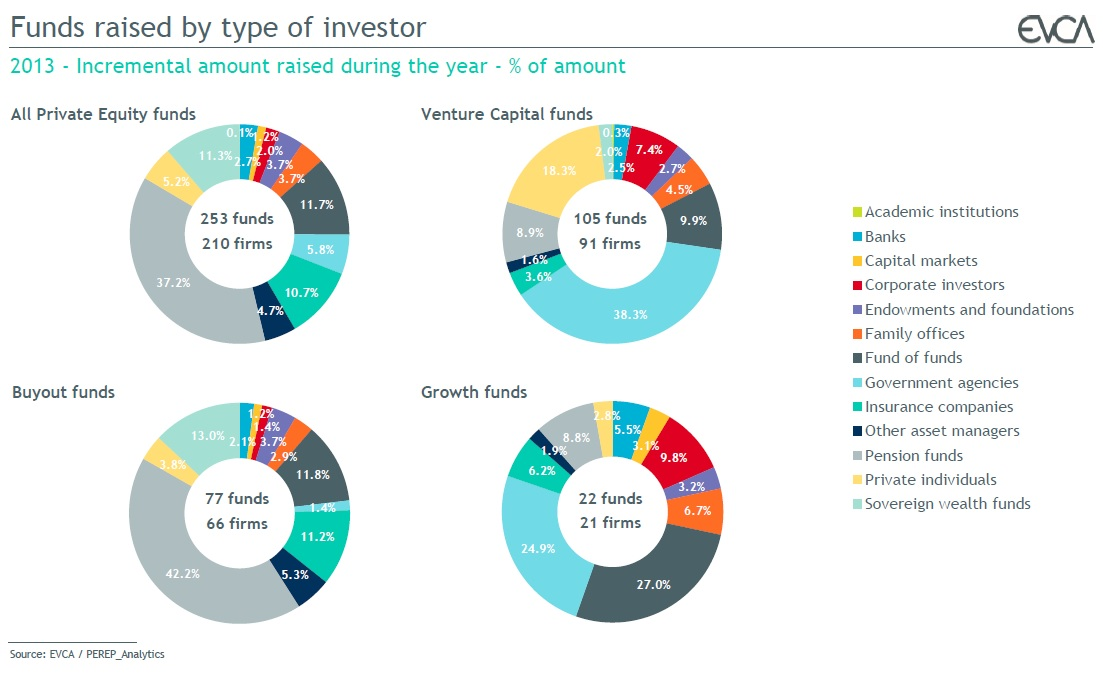 Funds raised by type of investor
EVCA
2013 - Incremental amount raised during the year - % of amount
All Private Equity funds
0.1%
2.7%
1.2%
2.0%
3.7%
3.7%
11.7%
5.8%
10.7%
4.7%
37.2%
5.2%
11.3%
253 funds
210 firms
Venture Capital funds
0.3%
2.5%
7.4%
2.7%
4.5%
9.9%
38.3%
3.6%
1.6%
8.9%
18.3%
2.0%
105 funds
91 firms
Buyout funds
2.1%
1.2%
1.4%
3.7%
2.9%
11.8%
1.4%
11.2%
5.3%
42.2%
3.8%
13.0%
77 funds
66 firms
Growth funds
5.5%
3.1%
9.8%
3.2%
6.7%
27.0%
24.9%
6.2%
1.9%
8.8%
2.8%
22 funds
21 firms
Academic institutions
Banks
Capital markets
Corporate investors
Endowments and foundations
Family offices
Fund of funds
Government agencies
Insurance companies
Other asset managers
Pension funds
Private individuals
Sovereign wealth funds
Source: EVCA / PEREP_Analytics